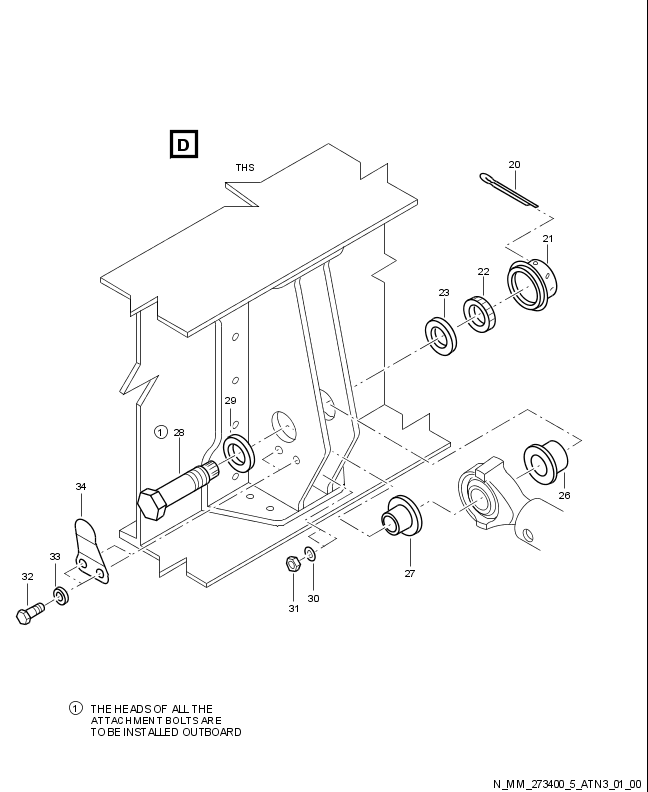 D
THS
20
21
22
23
29
1 28
34
26
27
33
32
30
31
1 THE HEADS OF ALL THE
ATTACHMENT BOLTS ARE
TO BE INSTALLED OUTBOARD
N_MM_273400_5_ATN3_01_00